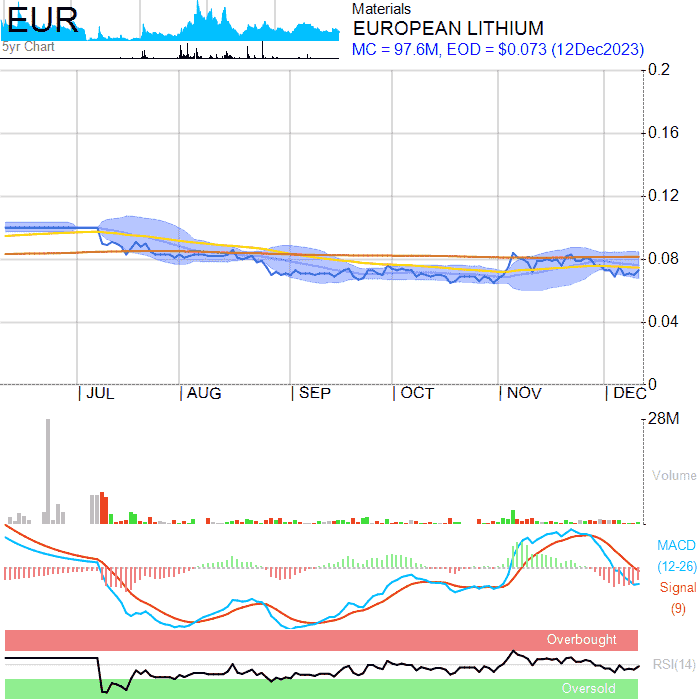 EUR
5yr Chart
Materials
EUROPEAN LITHIUM
MC = 97.6M, EOD = $0.073 (12Dec2023)
0.2
0.16
0.12
0.08
0.04
0
| JUL | AUG | SEP | OCT | NOV | DEC
28M
Volume
MACD
(12-26)
Signal
(9)
Overbought
RSI(14)
Oversold